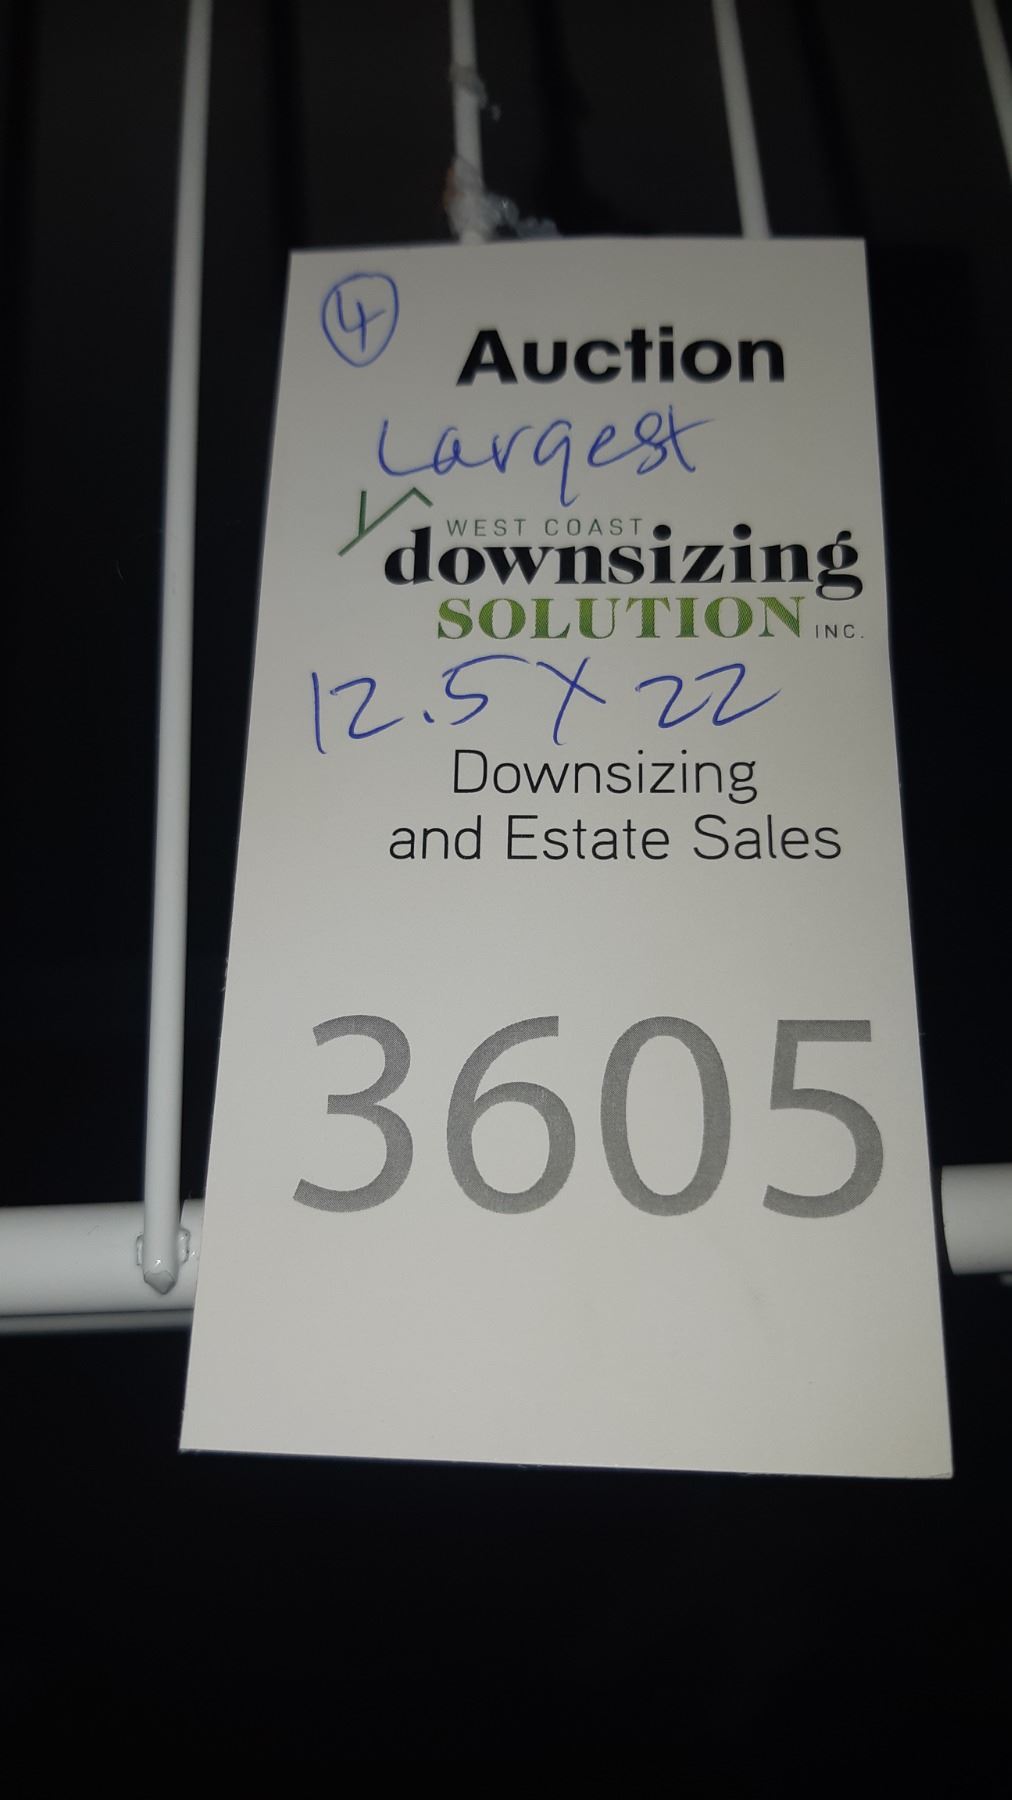 4
Auction
Largest
WEST COAST
downsizing
SOLUTION INC.
12.5 X 22
Downsizing
and Estate Sales
3605